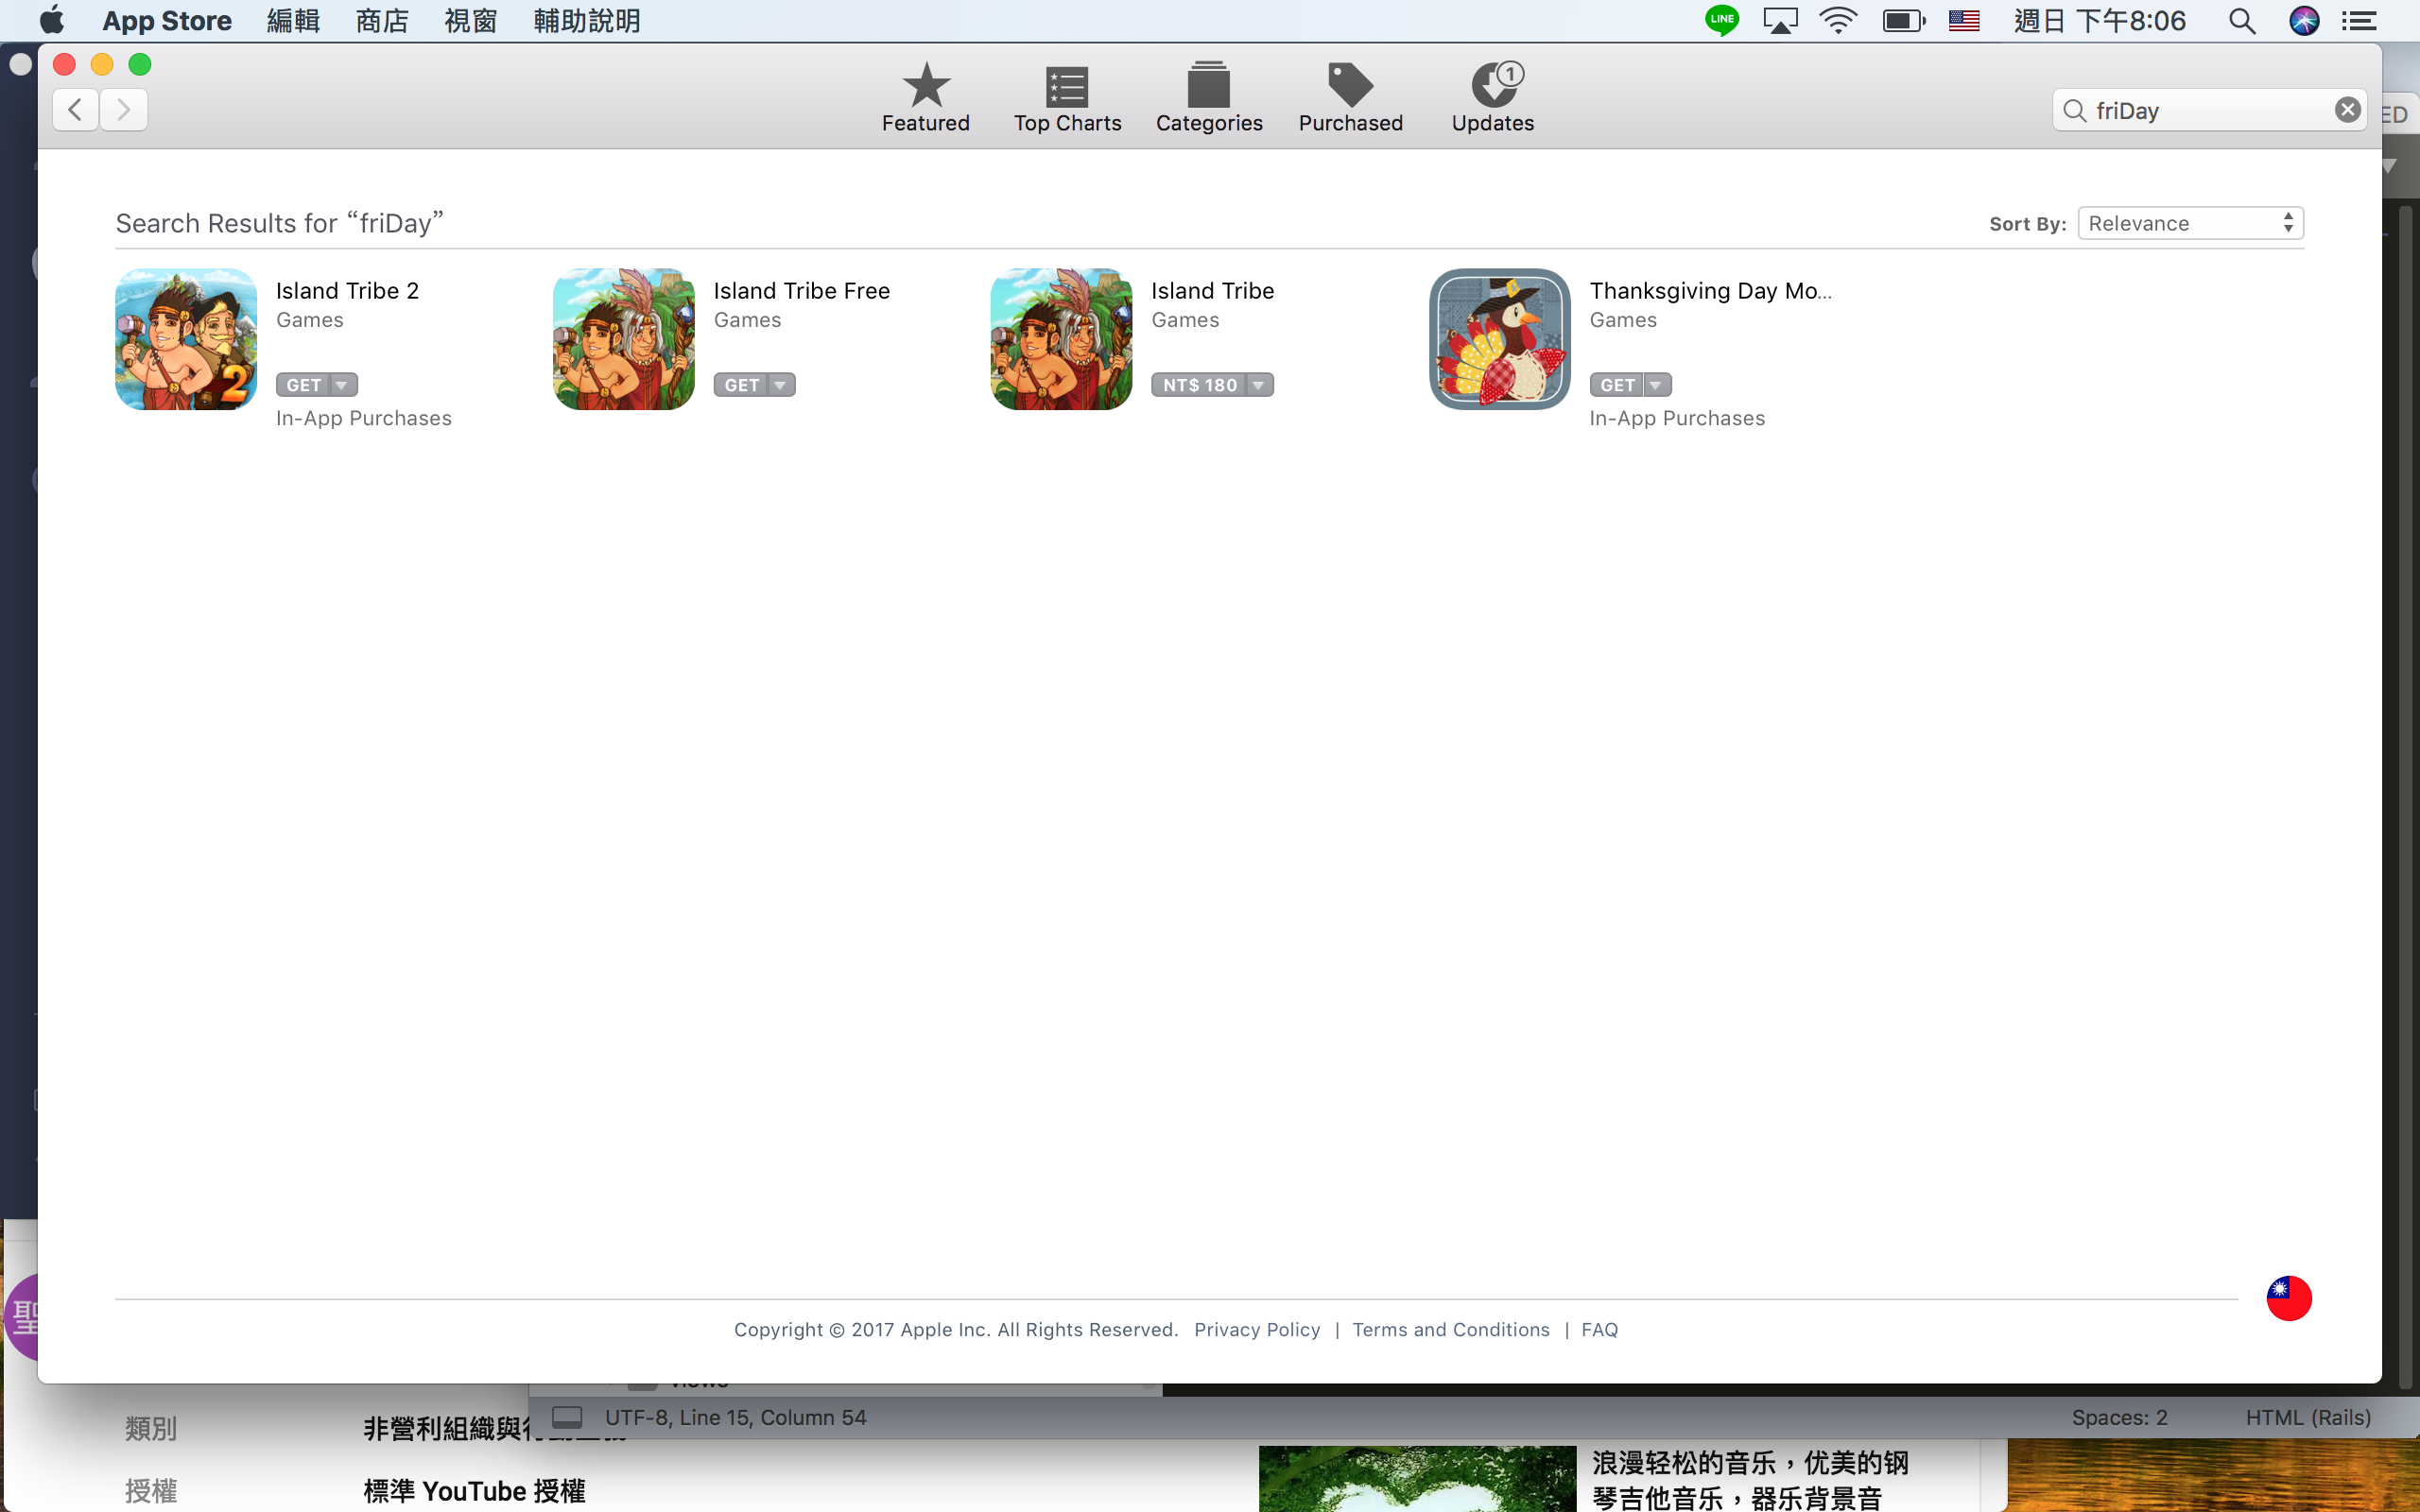 App Store 編輯 商店 視窗 輔助說明 LINE 週日 下午8:06
Featured Top Charts Categories Purchased Updates 1
friDay
ED
Search Results for “friDay”
Sort By: Relevance
Island Tribe 2
Games
GET
In-App Purchases
2
Island Tribe Free
Games
GET
Island Tribe
Games
NT$ 180
Thanksgiving Day Mo...
Games
GET
In-App Purchases
Copyright © 2017 Apple Inc. All Rights Reserved. Privacy Policy | Terms and Conditions | FAQ
聖
UTF-8, Line 15, Column 54 Spaces: 2 HTML (Rails)
類別 非營利組織與
授權 標準 YouTube 授權
浪漫轻松的音乐，优美的钢
琴吉他音乐，器乐背景音